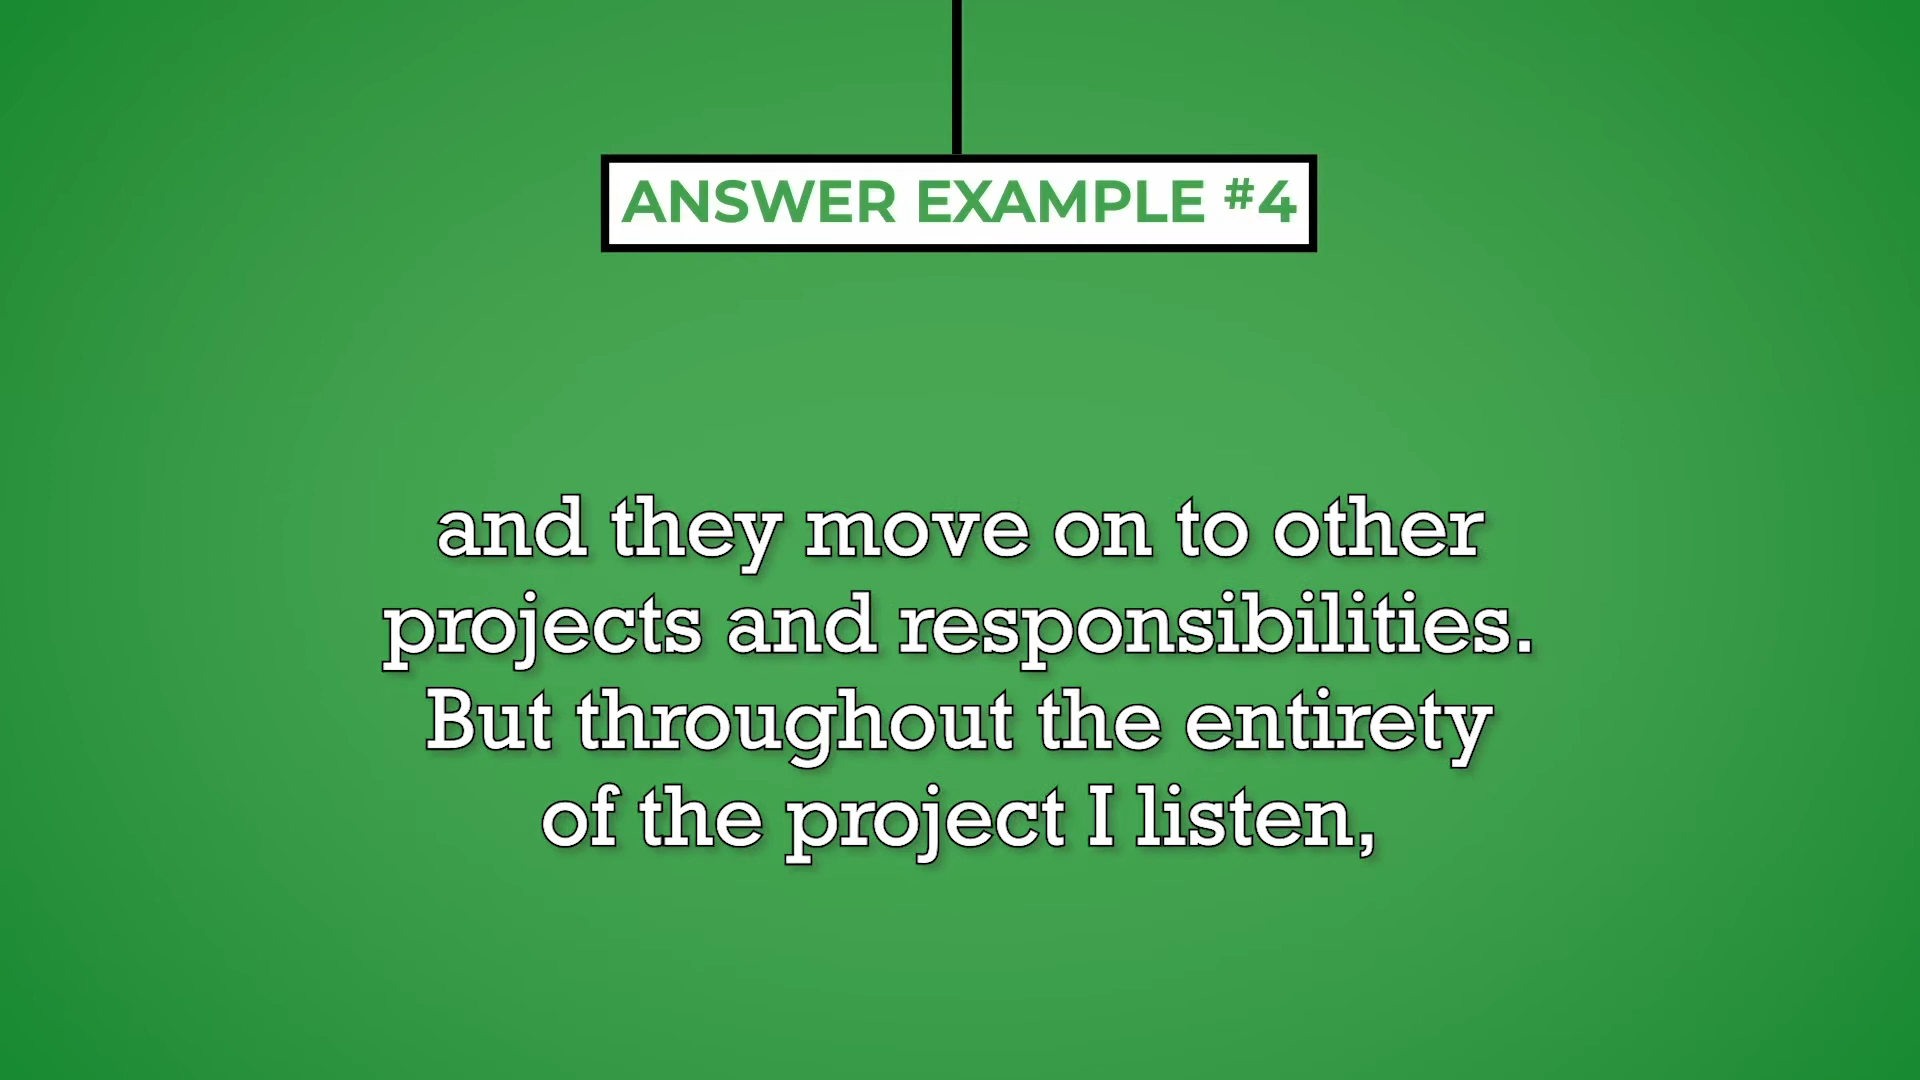 ANSWER EXAMPLE #4
and they move on to other
projects and responsibilities.
But throughout the entirety
of the project I listen,